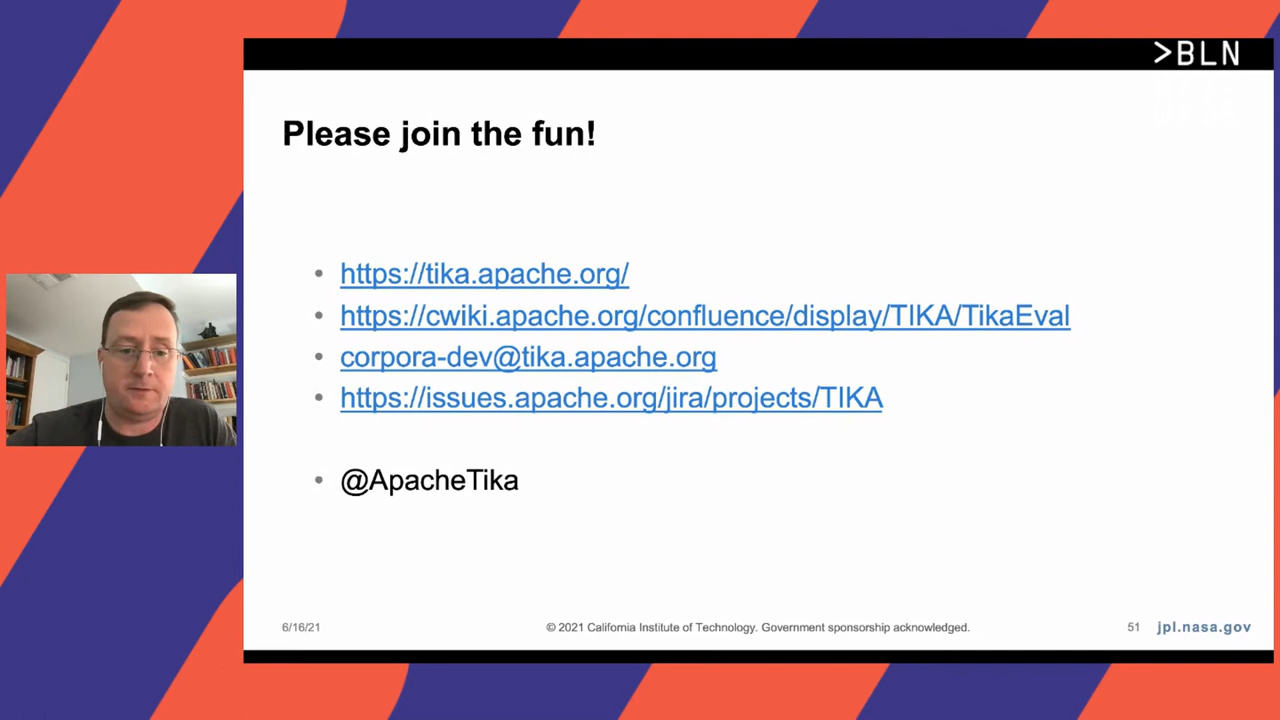 >BLN
Please join the fun!
• https://tika.apache.org/
• https://cwiki.apache.org/confluence/display/TIKA/TikaEval
• corpora-dev@tika.apache.org
• https://issues.apache.org/jira/projects/TIKA
• @ApacheTika
6/16/21 © 2021 California Institute of Technology. Government sponsorship acknowledged. 51 jpl.nasa.gov